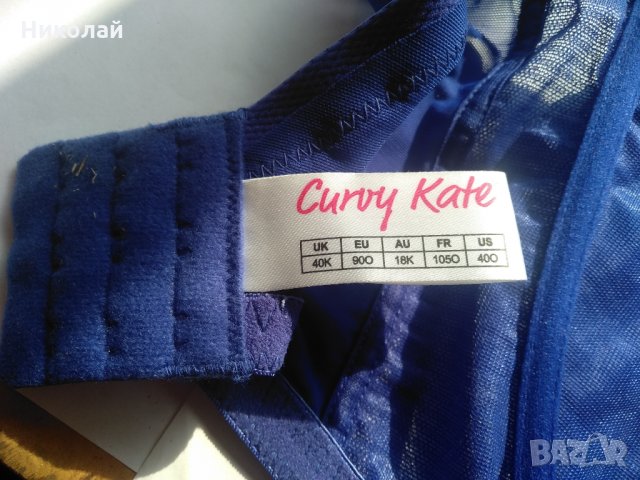 Николай
Curvy Kate
UK EU AU FR US
40K 90O 18K 105O 40O
BAZAR